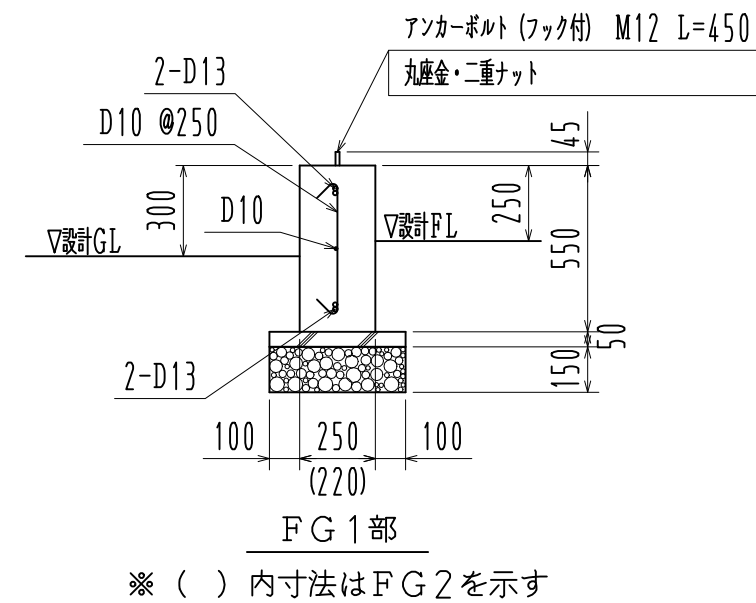 アンカーボルト (フック付) M12 L=450
丸座金・二重ナット
2-D13
D10 @250
45
300
D10
250
550
▽設計GL
▽設計FL
50
150
2-D13
100 250 100
(220)
FG1部
※( )内寸法はFG2を示す